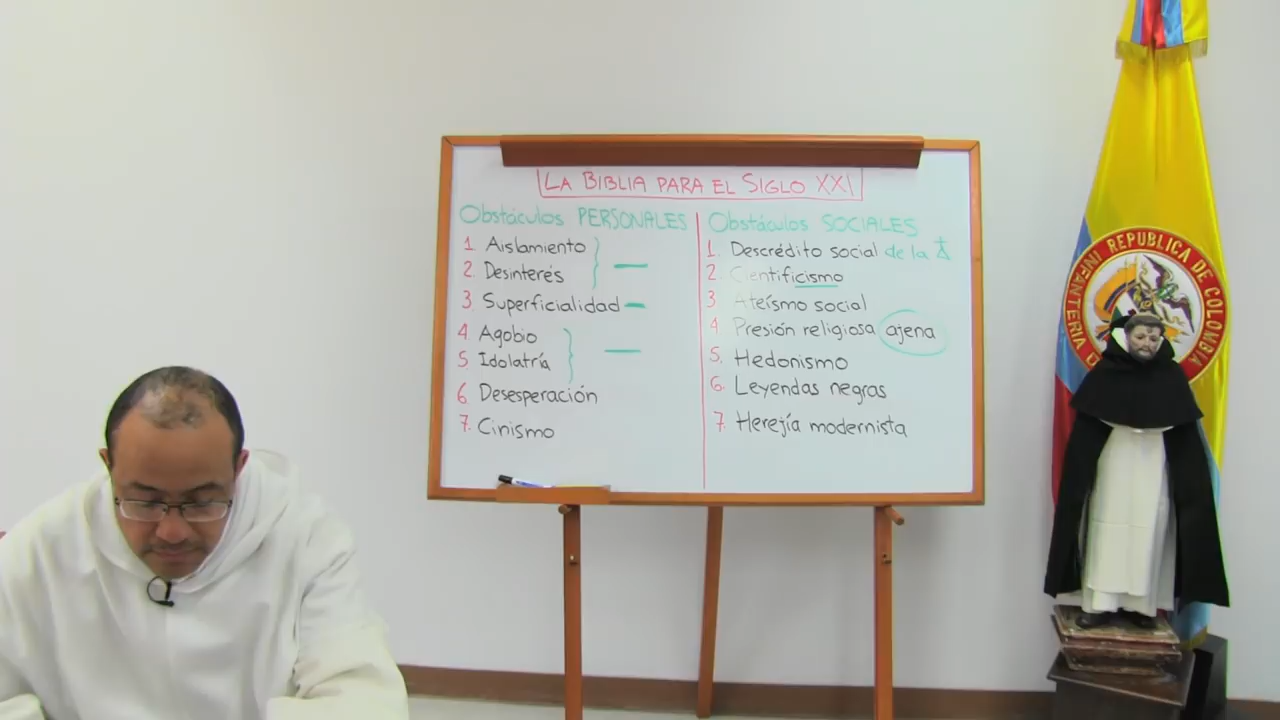 LA BIBLIA PARA EL SIGLO XXI
Obstáculos PERSONALES
1. Aislamiento
2. Desinterés
3. Superficialidad
4. Agobio
5. Idolatría
6. Desesperación
7. Cinismo
Obstáculos SOCIALES
1. Descrédito social de la
2. Cientificismo
3 Ateísmo social
4 Presión religiosa ajena
5. Hedonismo
6. Leyendas negras
7. Herejía modernista
REPUBLICA DE COLOMBIA
INFANTERIA